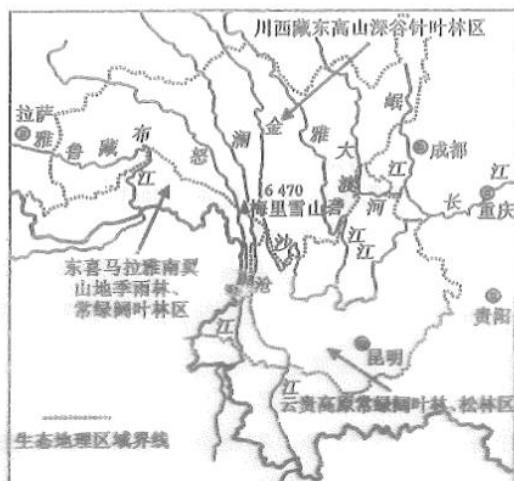 川西藏东高山深谷针叶林区
拉萨
雅鲁藏布江
怒江
澜沧江
金沙江
雅砻江
大渡河
岷江
成都
长江
重庆
6 470
梅里雪山
东喜马拉雅南翼
山地季雨林、
常绿阔叶林区
贵阳
昆明
云贵高原常绿阔叶林、松林区
生态地理区域界线